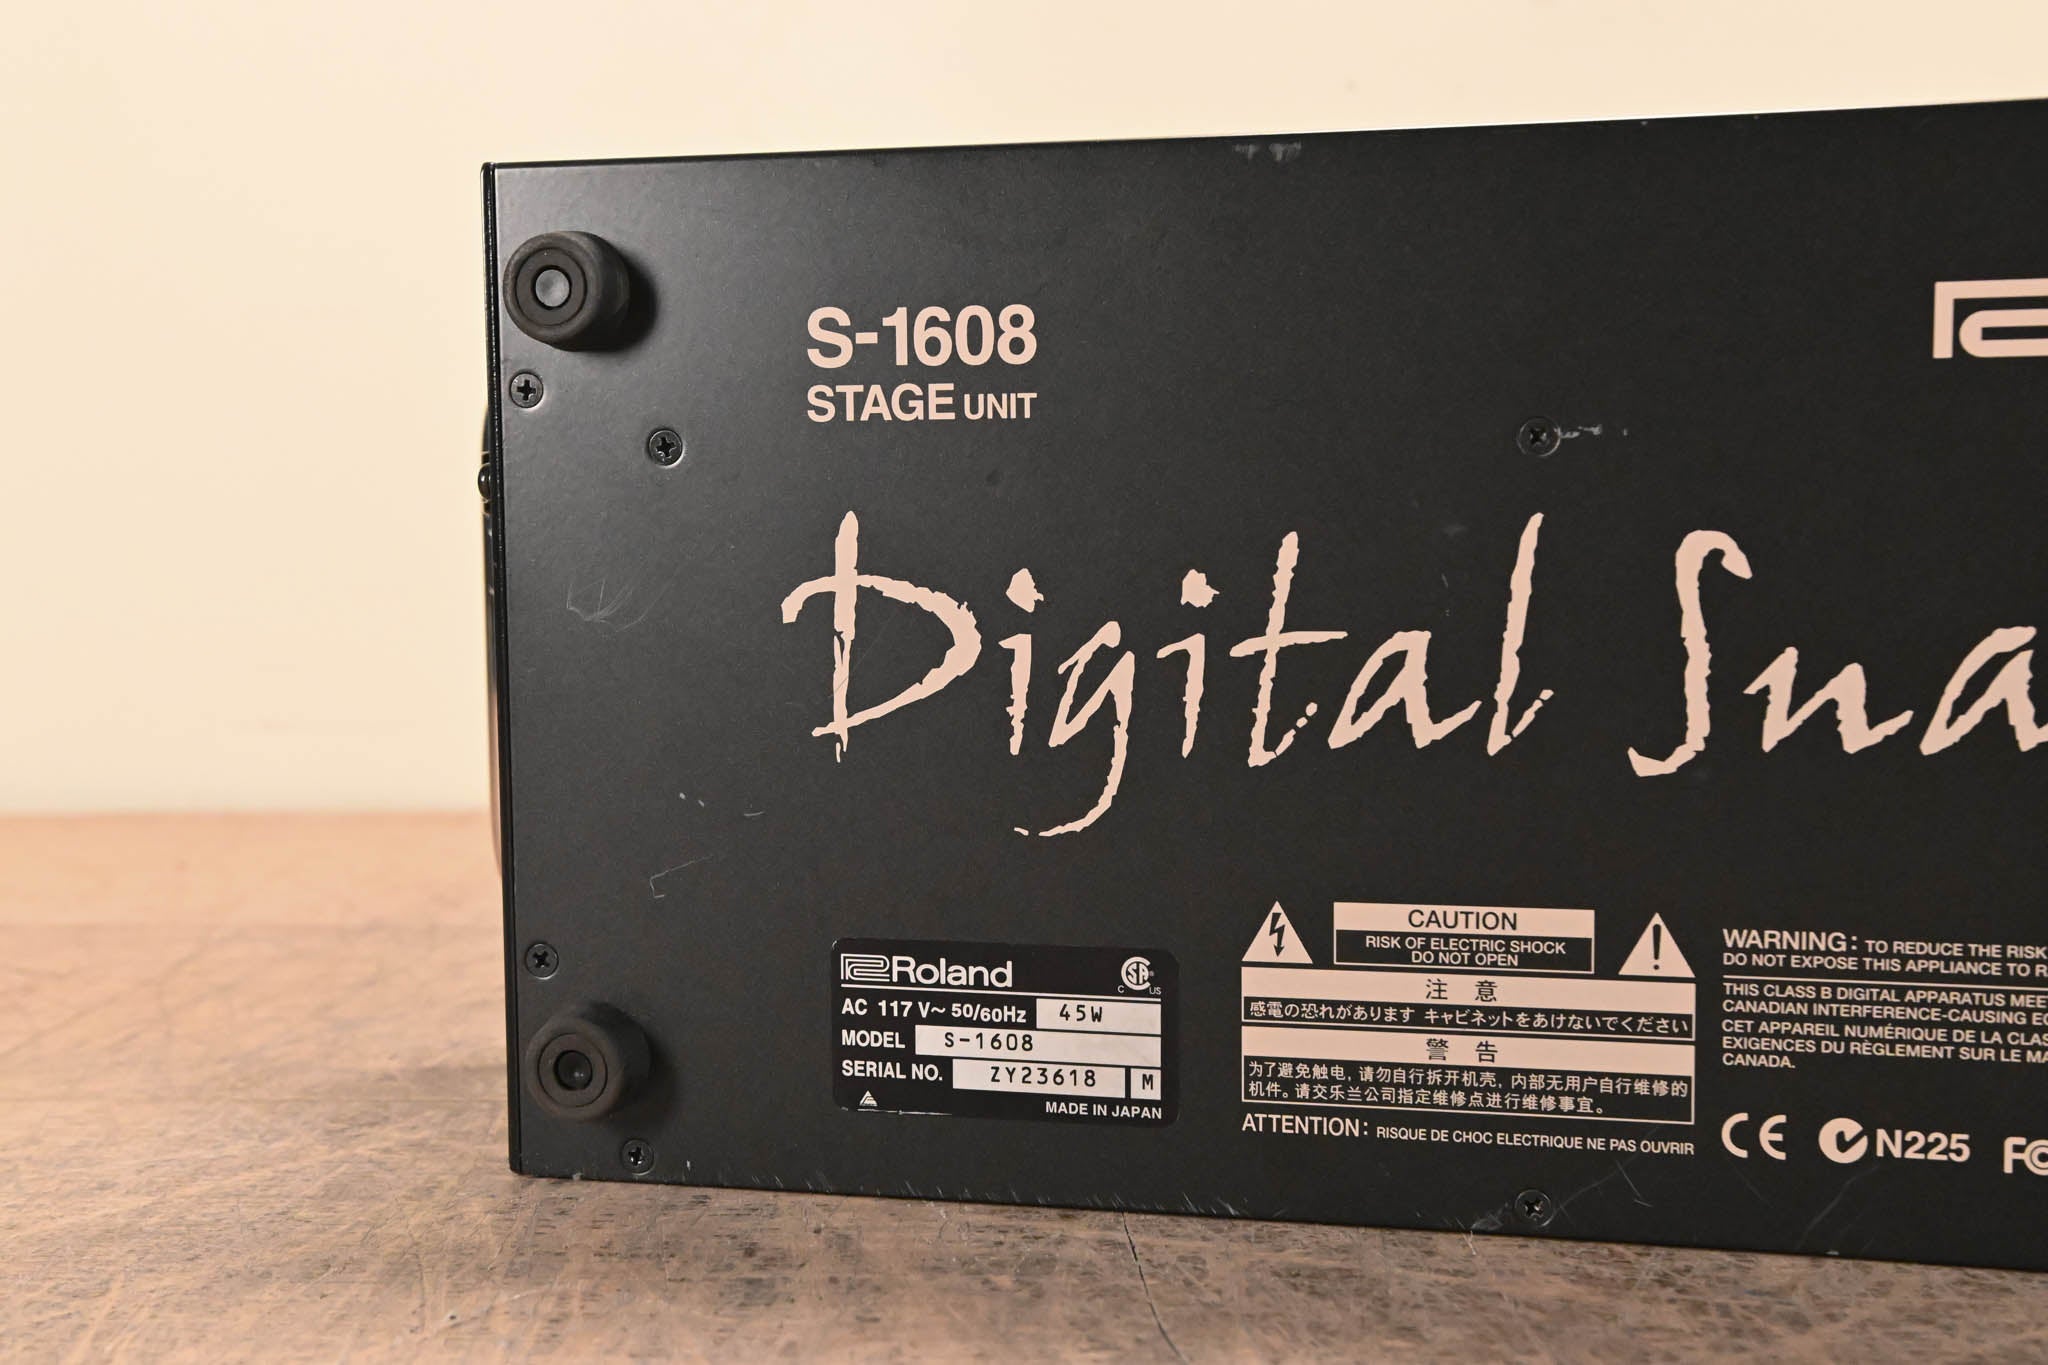 S-1608
STAGE UNIT
Digital Sna
Roland
C US
AC 117 V~ 50/60Hz 45W
MODEL S-1608
SERIAL NO. ZY23618 M
MADE IN JAPAN
CAUTION
RISK OF ELECTRIC SHOCK
DO NOT OPEN
注 意
感電の恐れがあります キャビネットをあけないでください
警 告
为了避免触电，请勿自行拆开机壳，内部无用户自行维修的
机件。请交乐兰公司指定维修点进行维修事宜。
ATTENTION: RISQUE DE CHOC ELECTRIQUE NE PAS OUVRIR
WARNING: TO REDUCE THE RISK
DO NOT EXPOSE THIS APPLIANCE TO R
THIS CLASS B DIGITAL APPARATUS MEET
CANADIAN INTERFERENCE-CAUSING EQ
CET APPAREIL NUMÉRIQUE DE LA CLAS
EXIGENCES DU RÈGLEMENT SUR LE MA
CANADA.
CE N225 FC